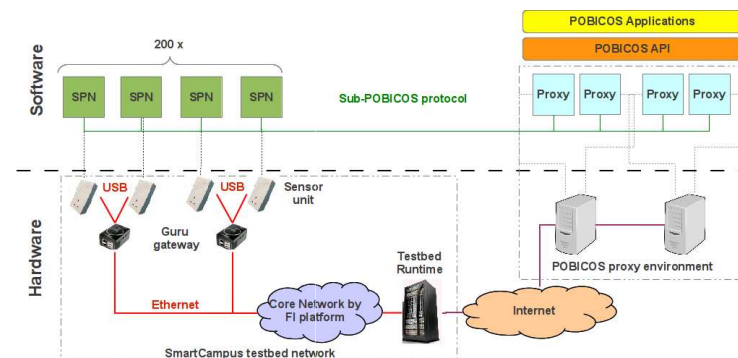 POBICOS Applications
POBICOS API
200 x
SPN
SPN
SPN
SPN
Sub-POBICOS protocol
Proxy
Proxy
Proxy
Proxy
Software
Hardware
USB
USB
Sensor
unit
Guru
gateway
Ethernet
Core Network by
FI platform
Testbed
Runtime
Internet
POBICOS proxy environment
SmartCampus testbed network